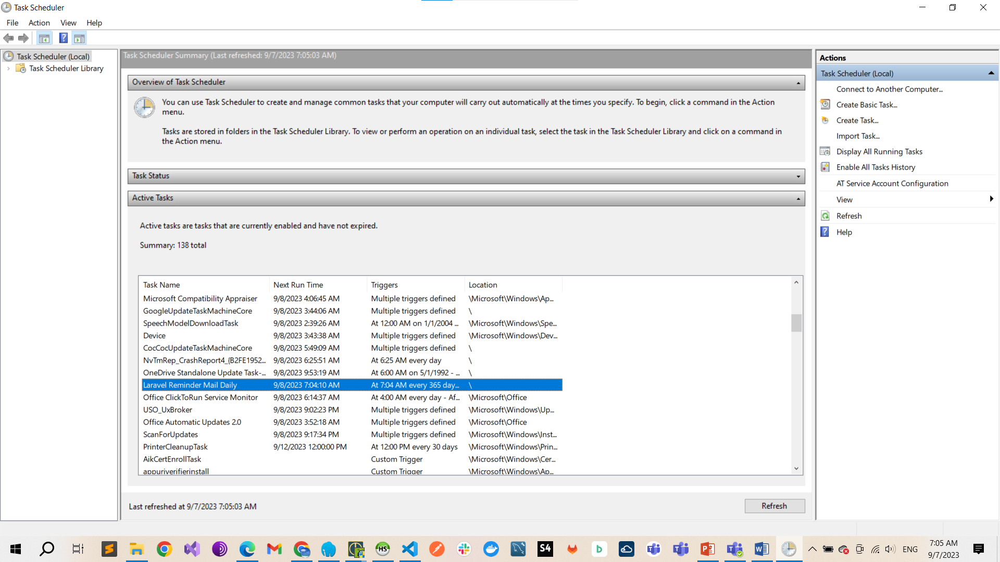 Task Scheduler
File Action View Help
Task Scheduler (Local)
Task Scheduler Library
Task Scheduler Summary (Last refreshed: 9/7/2023 7:05:03 AM)
Overview of Task Scheduler
You can use Task Scheduler to create and manage common tasks that your computer will carry out automatically at the times you specify. To begin, click a command in the Action
menu.
Tasks are stored in folders in the Task Scheduler Library. To view or perform an operation on an individual task, select the task in the Task Scheduler Library and click on a command in
the Action menu.
Task Status
Active Tasks
Active tasks are tasks that are currently enabled and have not expired.
Summary: 138 total
Task Name Next Run Time Triggers Location
Microsoft Compatibility Appraiser 9/8/2023 4:06:45 AM Multiple triggers defined \Microsoft\Windows\Ap...
GoogleUpdateTaskMachineCore 9/8/2023 3:44:06 AM Multiple triggers defined \
SpeechModelDownloadTask 9/8/2023 2:39:26 AM At 12:00 AM on 1/1/2004 ... \Microsoft\Windows\Spe...
Device 9/8/2023 3:43:38 AM Multiple triggers defined \Microsoft\Windows\Dev...
CocCocUpdateTaskMachineCore 9/8/2023 5:49:09 AM Multiple triggers defined \
NvTmRep_CrashReport4_{B2FE1952... 9/8/2023 6:25:51 AM At 6:25 AM every day \
OneDrive Standalone Update Task-... 9/8/2023 9:53:19 AM At 6:00 AM on 5/1/1992 - ... \
Laravel Reminder Mail Daily 9/8/2023 7:04:10 AM At 7:04 AM every 365 day... \
Office ClickToRun Service Monitor 9/8/2023 6:14:37 AM At 4:00 AM every day - Af... \Microsoft\Office
USO_UxBroker 9/8/2023 9:02:23 PM Multiple triggers defined \Microsoft\Windows\Up...
Office Automatic Updates 2.0 9/8/2023 3:52:18 AM Multiple triggers defined \Microsoft\Office
ScanForUpdates 9/8/2023 9:17:34 PM Multiple triggers defined \Microsoft\Windows\Inst...
PrinterCleanupTask 9/12/2023 12:00:00 PM At 12:00 PM every 30 days \Microsoft\Windows\Prin...
AikCertEnrollTask Custom Trigger \Microsoft\Windows\Cer...
appuriverifierinstall Custom Trigger \Microsoft\Windows\Ap...
Last refreshed at 9/7/2023 7:05:03 AM
Refresh
Actions
Task Scheduler (Local)
Connect to Another Computer...
Create Basic Task...
Create Task...
Import Task...
Display All Running Tasks
Enable All Tasks History
AT Service Account Configuration
View
Refresh
Help
HS
S4
b
ENG
7:05 AM
9/7/2023